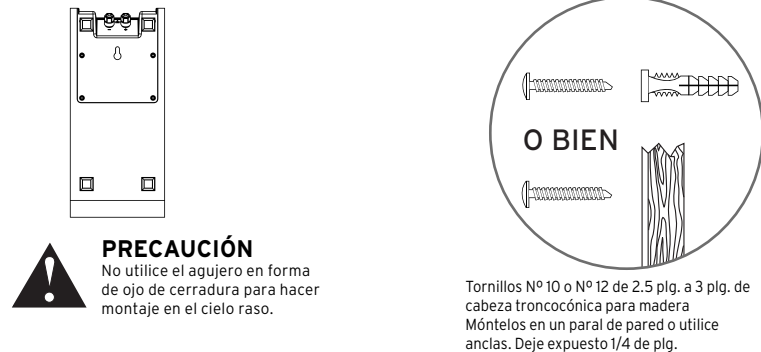 PRECAUCIÓN
No utilice el agujero en forma
de ojo de cerradura para hacer
montaje en el cielo raso.
O BIEN
Tornillos Nº 10 o Nº 12 de 2.5 plg. a 3 plg. de
cabeza troncocónica para madera
Móntelos en un paral de pared o utilice
anclas. Deje expuesto 1/4 de plg.